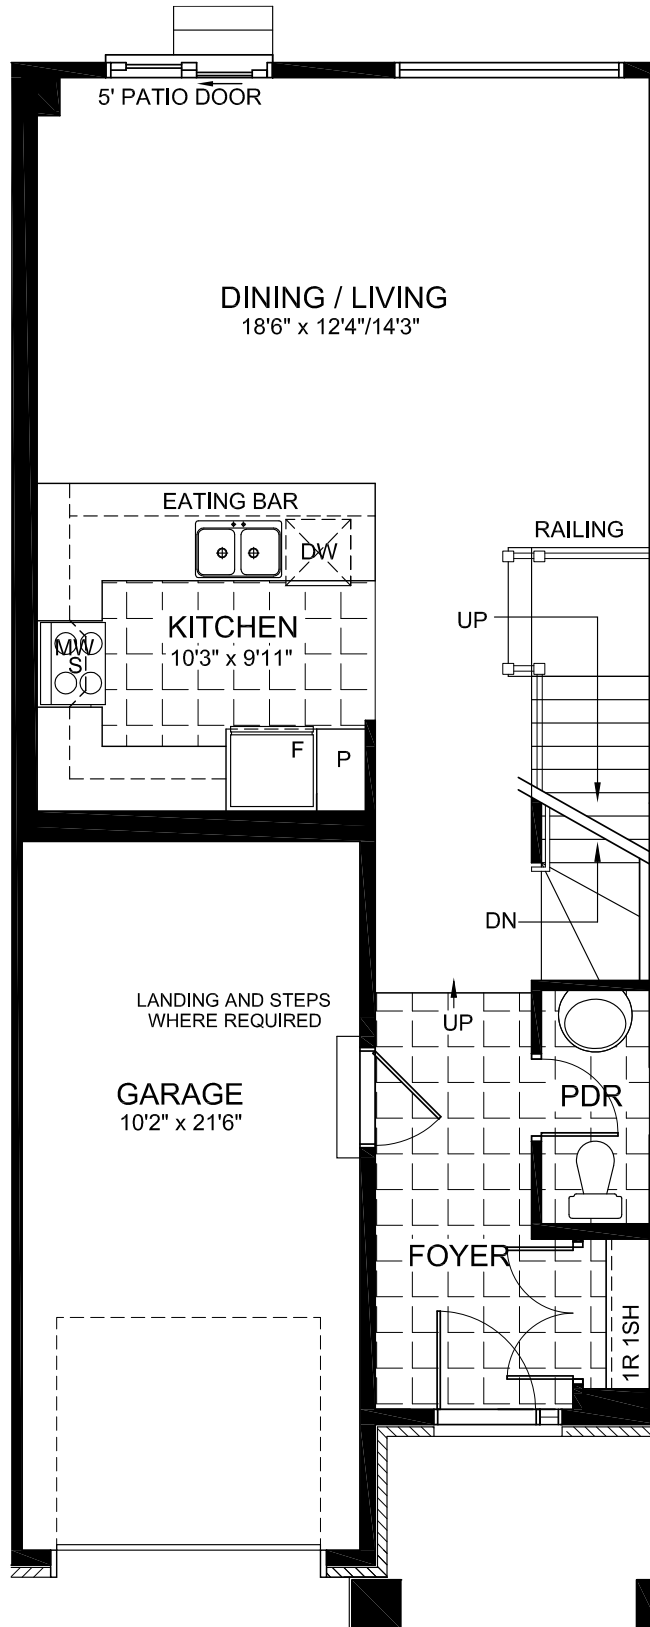 5' PATIO DOOR
DINING / LIVING
18'6" x 12'4"/14'3"
EATING BAR
DW
RAILING
KITCHEN
10'3" x 9'11"
MW
S
UP
F
P
DN
LANDING AND STEPS
WHERE REQUIRED
UP
GARAGE
10'2" x 21'6"
PDR
FOYER
1R 1SH